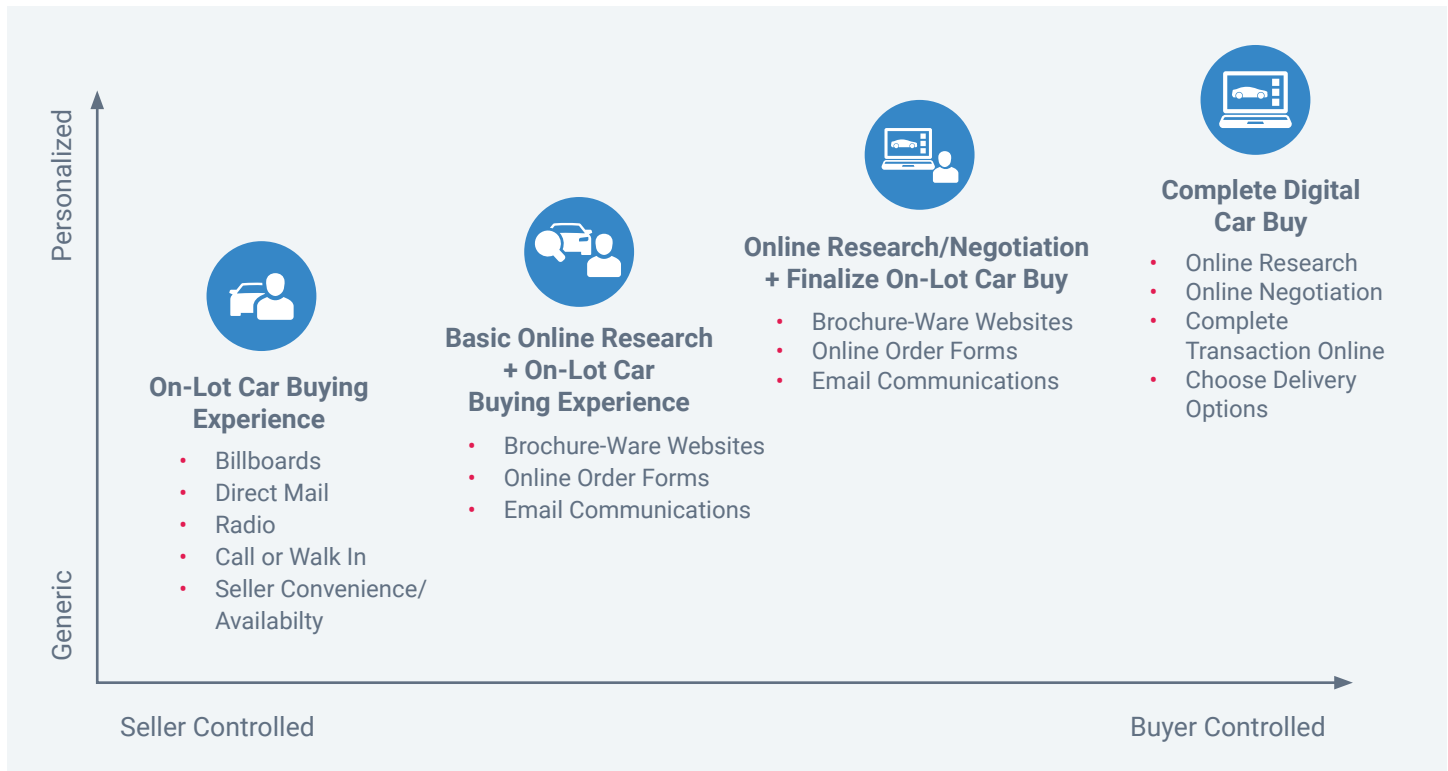 Personalized
Generic
On-Lot Car Buying
Experience
Billboards
Direct Mail
Radio
Call or Walk In
Seller Convenience/
Availabilty
Basic Online Research
+ On-Lot Car
Buying Experience
Brochure-Ware Websites
Online Order Forms
Email Communications
Online Research/Negotiation
+ Finalize On-Lot Car Buy
Brochure-Ware Websites
Online Order Forms
Email Communications
Complete Digital
Car Buy
Online Research
Online Negotiation
Complete
Transaction Online
Choose Delivery
Options
Seller Controlled
Buyer Controlled